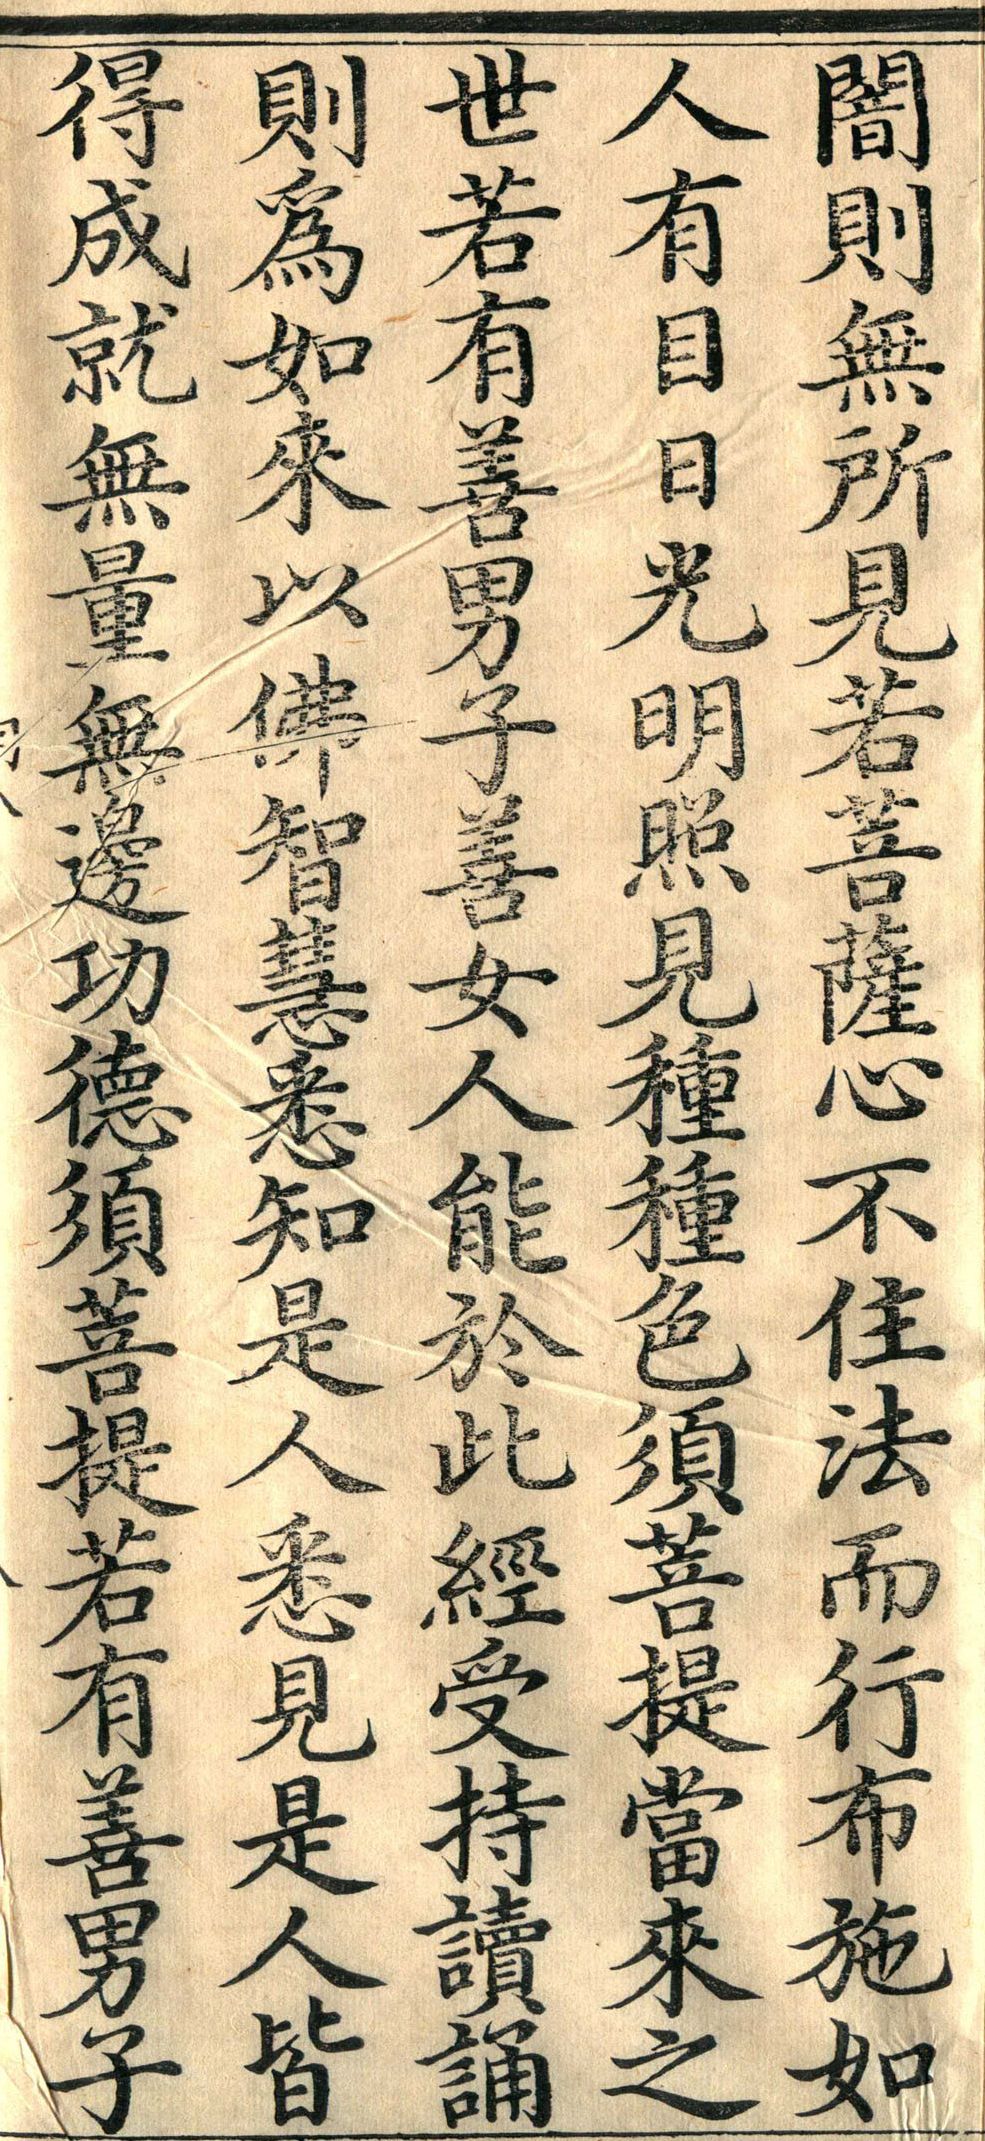 闇則無所見若菩薩心不住法而行布施如
人有目日光明照見種種色須菩提當來之
世若有善男子善女人能於此經受持讀誦
則爲如來以佛智慧悉知是人悉見是人皆
得成就無量無邊功德須菩提若有善男子